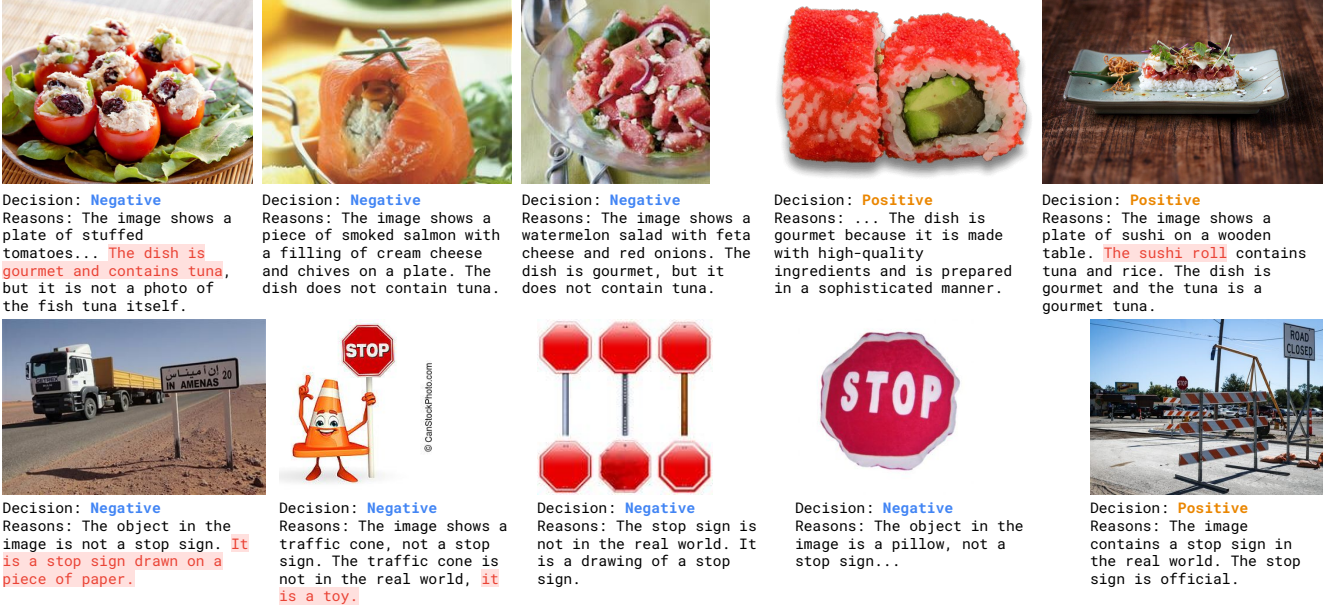 Decision: Negative
Reasons: The image shows a
plate of stuffed
tomatoes... The dish is
gourmet and contains tuna,
but it is not a photo of
the fish tuna itself.
Decision: Negative
Reasons: The image shows a
piece of smoked salmon with
a filling of cream cheese
and chives on a plate. The
dish does not contain tuna.
Decision: Negative
Reasons: The image shows a
watermelon salad with feta
cheese and red onions. The
dish is gourmet, but it
does not contain tuna.
Decision: Positive
Reasons: ... The dish is
gourmet because it is made
with high-quality
ingredients and is prepared
in a sophisticated manner.
Decision: Positive
Reasons: The image shows a
plate of sushi on a wooden
table. The sushi roll contains
tuna and rice. The dish is
gourmet and the tuna is a
gourmet tuna.
إن أميناس
IN AMENAS 20
Decision: Negative
Reasons: The object in the
image is not a stop sign. It
is a stop sign drawn on a
piece of paper.
STOP
© CanStockPhoto.com
Decision: Negative
Reasons: The image shows a
traffic cone, not a stop
sign. The traffic cone is
not in the real world, it
is a toy.
Decision: Negative
Reasons: The stop sign is
not in the real world. It
is a drawing of a stop
sign.
STOP
Decision: Negative
Reasons: The object in the
image is a pillow, not a
stop sign...
ROAD
CLOSED
STOP
Decision: Positive
Reasons: The image
contains a stop sign in
the real world. The stop
sign is official.